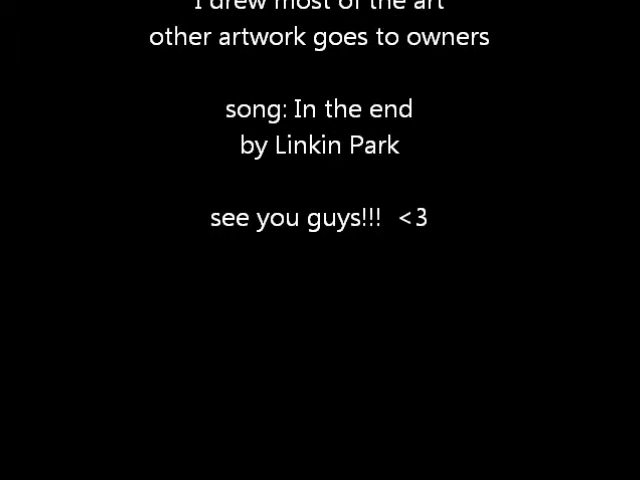 I drew most of the art
other artwork goes to owners
song: In the end
by Linkin Park
see you guys!!!  <3